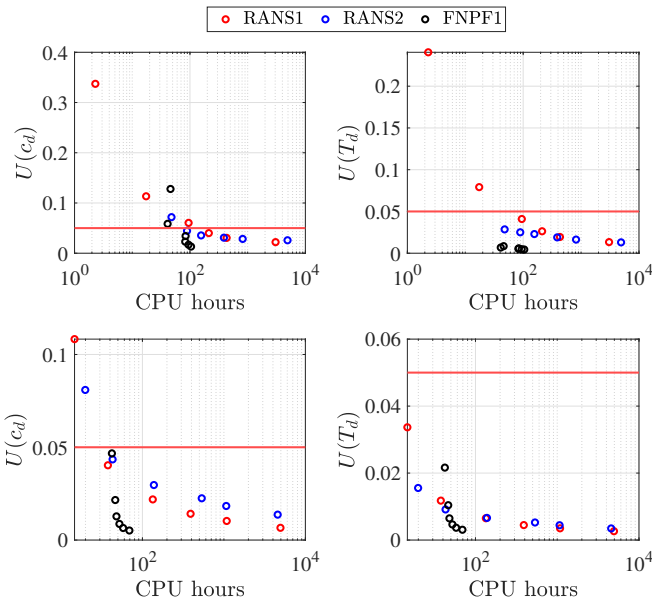 RANS1 RANS2 FNPF1
0.4
0.3
0.2
0.1
0
U(c_d)
10^0 10^2 10^4
CPU hours
0.2
0.15
0.1
0.05
0
U(T_d)
10^0 10^2 10^4
CPU hours
0.1
0.05
0
U(c_d)
10^2 10^4
CPU hours
0.06
0.04
0.02
0
U(T_d)
10^2 10^4
CPU hours